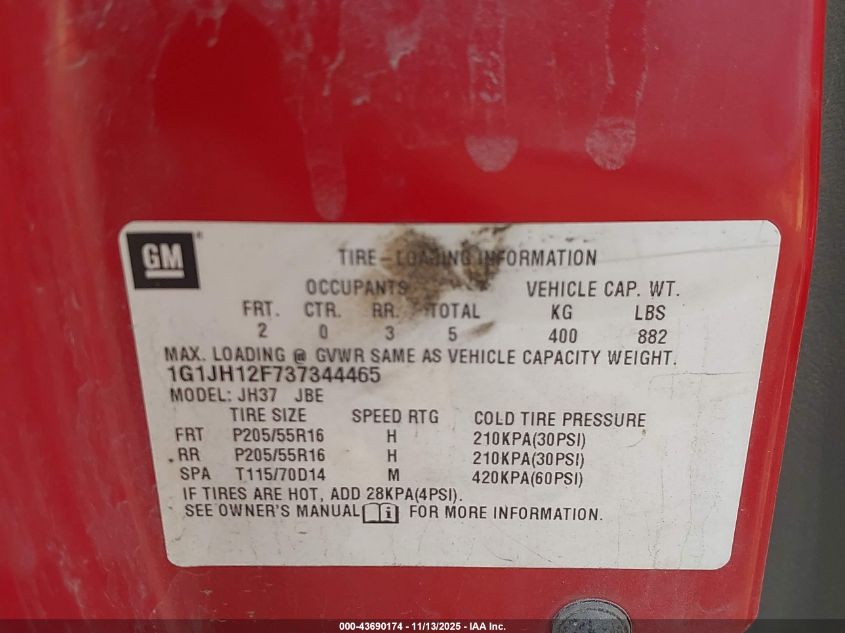 GM
TIRE-LOADING INFORMATION
OCCUPANTS VEHICLE CAP. WT.
FRT. CTR. RR. TOTAL KG LBS
2 0 3 5 400 882
MAX. LOADING @ GVWR SAME AS VEHICLE CAPACITY WEIGHT.
1G1JH12F737344465
MODEL: JH37 JBE
TIRE SIZE SPEED RTG COLD TIRE PRESSURE
FRT P205/55R16 H 210KPA(30PSI)
RR P205/55R16 H 210KPA(30PSI)
SPA T115/70D14 M 420KPA(60PSI)
IF TIRES ARE HOT, ADD 28KPA(4PSI).
SEE OWNER'S MANUAL i FOR MORE INFORMATION.
000-43690174 - 11/13/2025 - IAA Inc.